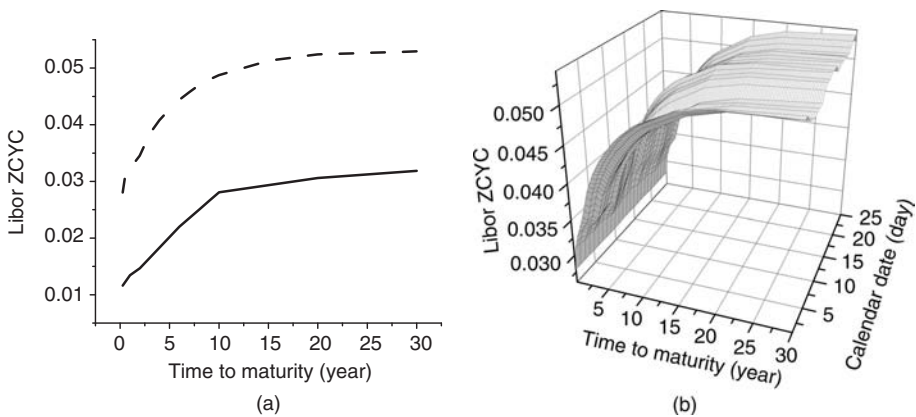 Libor ZCYC
0.05
0.04
0.03
0.02
0.01
0 5 10 15 20 25 30
Time to maturity (year)
(a)
Libor ZCYC
0.050
0.045
0.040
0.035
0.030
5 10 15 20 25 30
Time to maturity (year)
25
20
15
10
5
Calendar date (day)
(b)